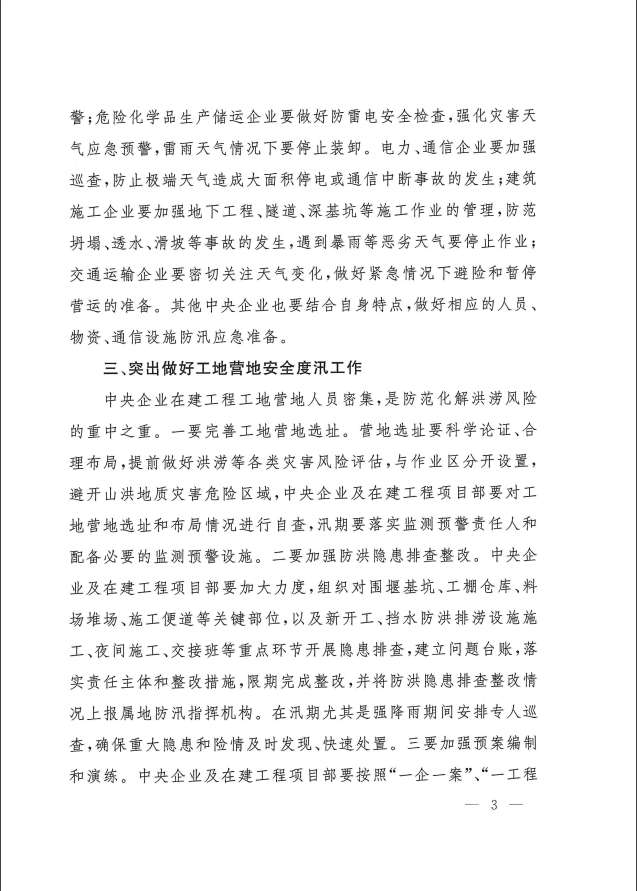 警;危险化学品生产储运企业要做好防雷电安全检查,强化灾害天
气应急预警,雷雨天气情况下要停止装卸。电力、通信企业要加强
巡查,防止极端天气造成大面积停电或通信中断事故的发生;建筑
施工企业要加强地下工程、隧道、深基坑等施工作业的管理,防范
坍塌、透水、滑坡等事故的发生,遇到暴雨等恶劣天气要停止作业;
交通运输企业要密切关注天气变化,做好紧急情况下避险和暂停
营运的准备。其他中央企业也要结合自身特点,做好相应的人员、
物资、通信设施防汛应急准备。
三、突出做好工地营地安全度汛工作
中央企业在建工程工地营地人员密集,是防范化解洪涝风险
的重中之重。一要完善工地营地选址。营地选址要科学论证、合
理布局,提前做好洪涝等各类灾害风险评估,与作业区分开设置,
避开山洪地质灾害危险区域,中央企业及在建工程项目部要对工
地营地选址和布局情况进行自查,汛期要落实监测预警责任人和
配备必要的监测预警设施。二要加强防洪隐患排查整改。中央企
业及在建工程项目部要加大力度,组织对围堰基坑、工棚仓库、料
场堆场、施工便道等关键部位,以及新开工、挡水防洪排涝设施施
工、夜间施工、交接班等重点环节开展隐患排查,建立问题台账,落
实责任主体和整改措施,限期完成整改,并将防洪隐患排查整改情
况上报属地防汛指挥机构。在汛期尤其是强降雨期间安排专人巡
查,确保重大隐患和险情及时发现、快速处置。三要加强预案编制
和演练。中央企业及在建工程项目部要按照“一企一案”、“一工程
— 3 —